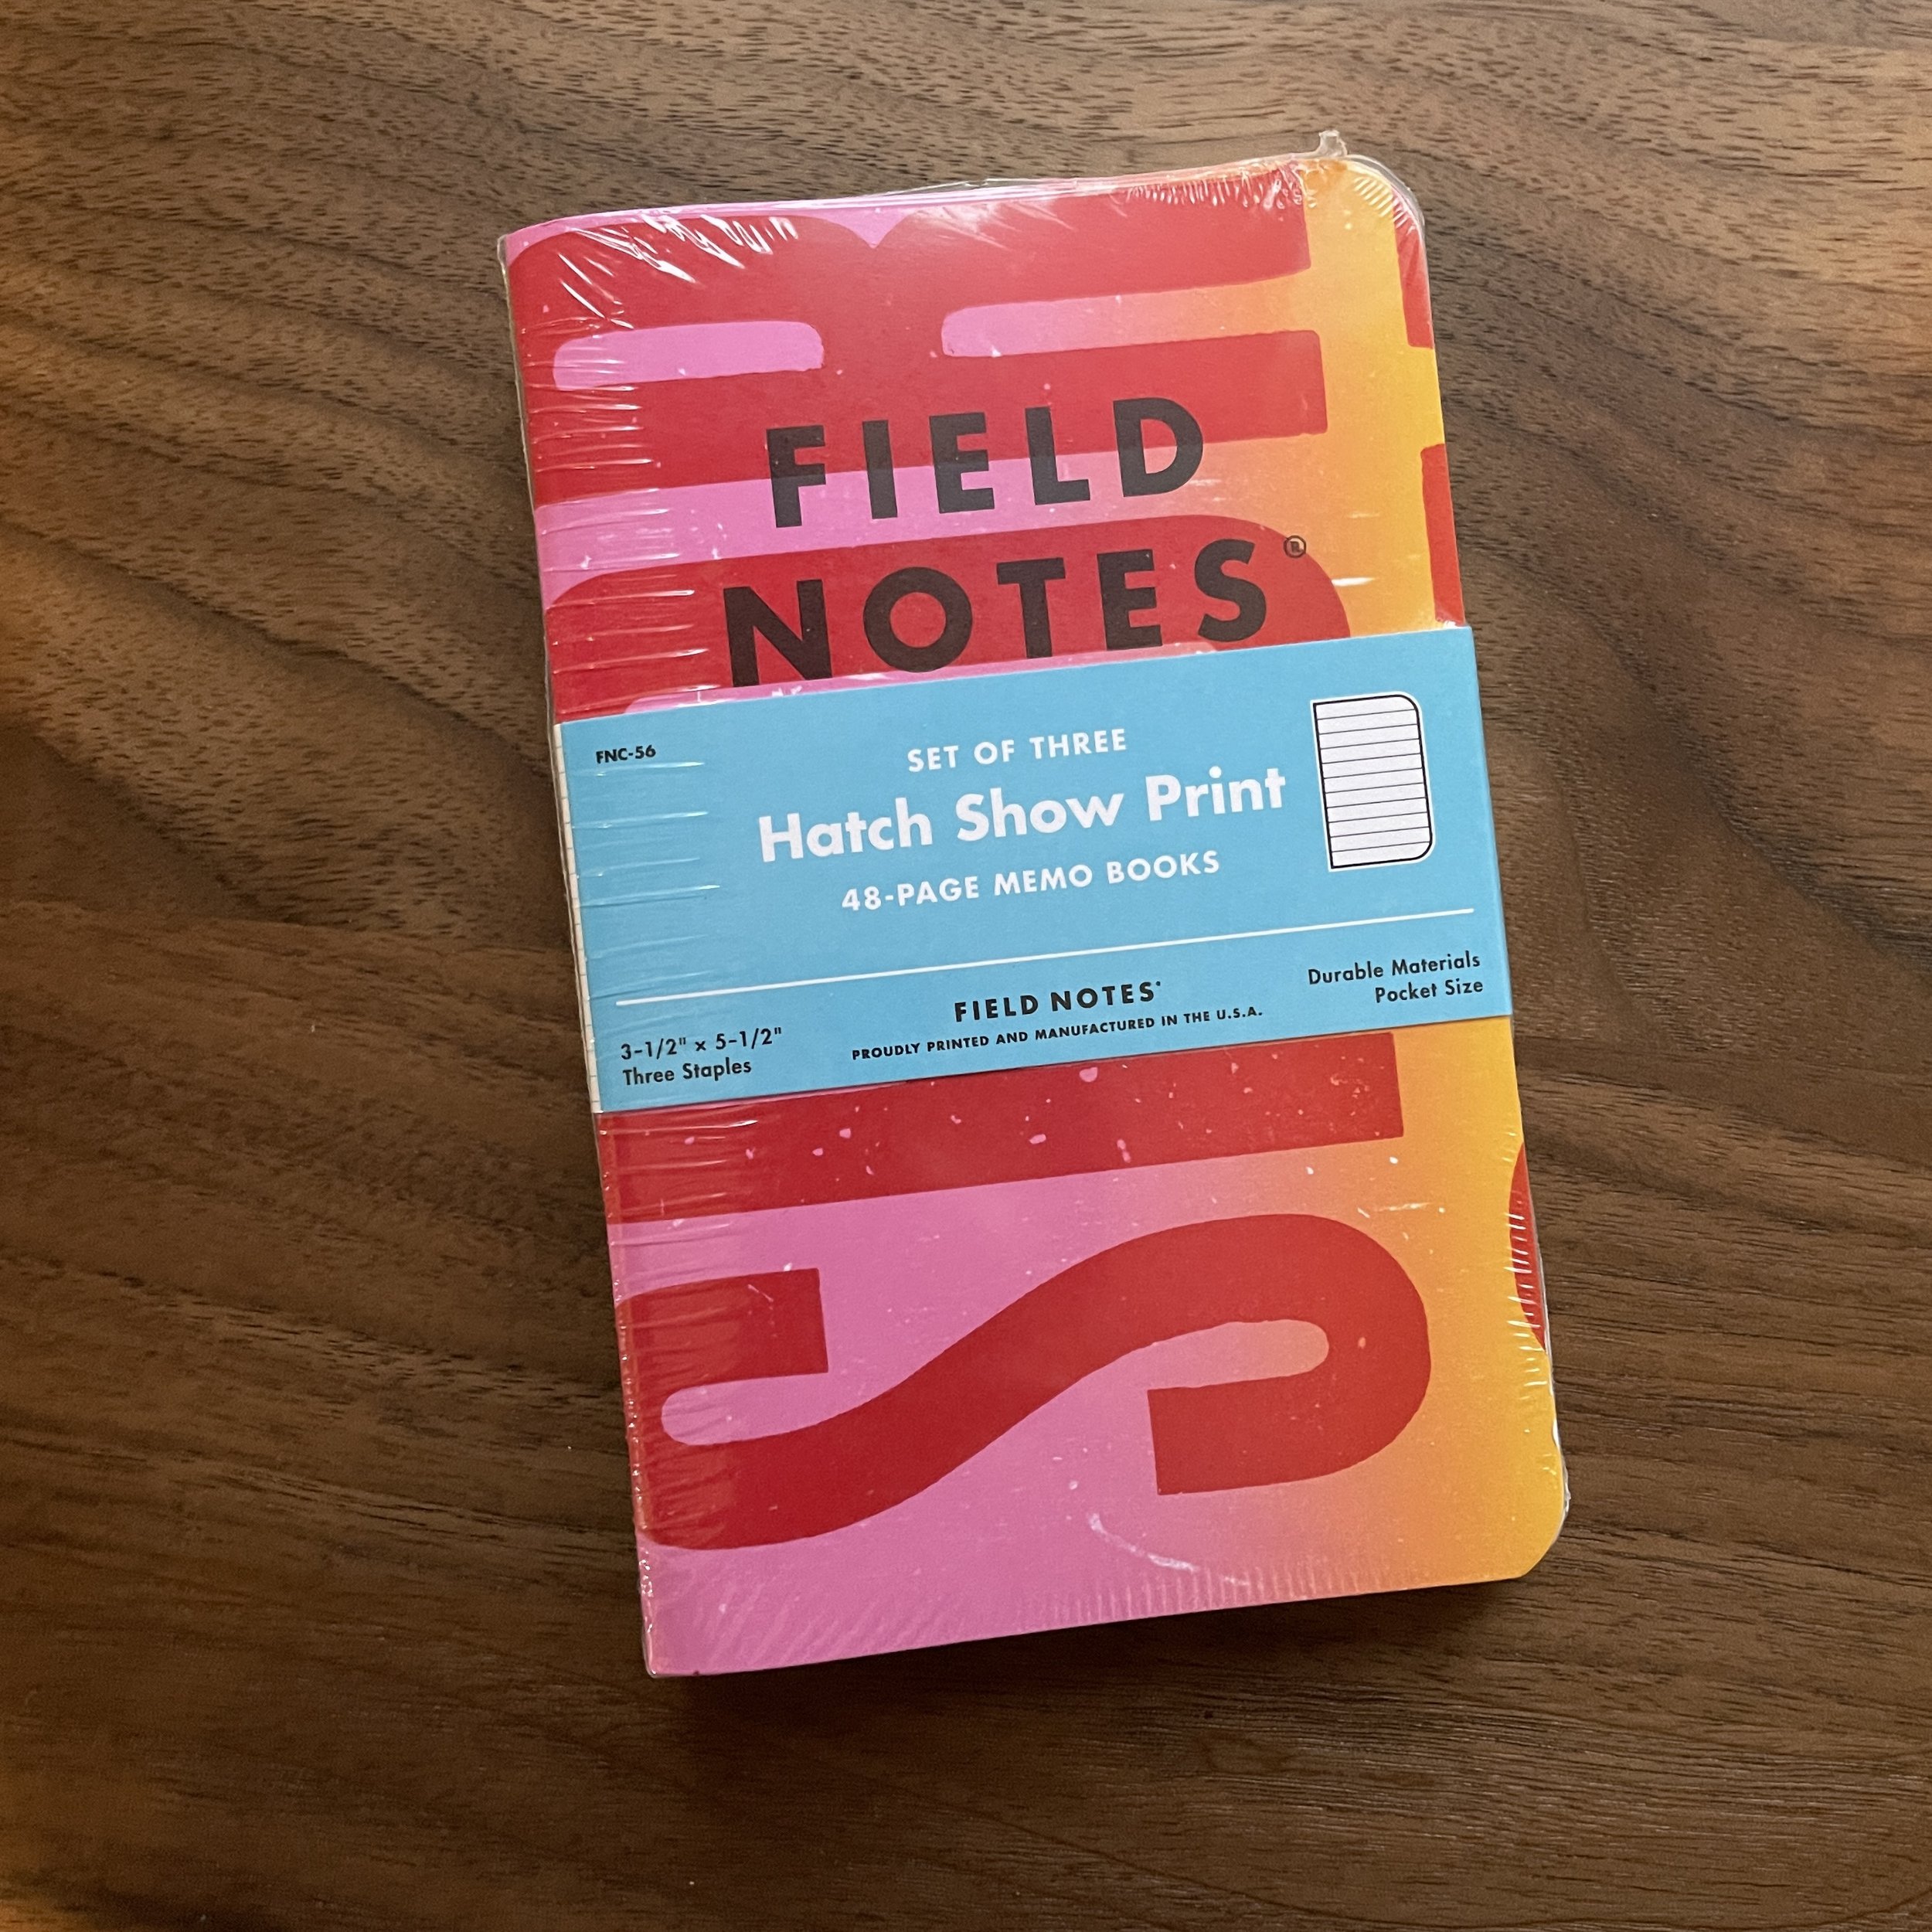 FIELD
NOTES®
FNC-56
SET OF THREE
Hatch Show Print
48-PAGE MEMO BOOKS
3-1/2" × 5-1/2"
Three Staples
FIELD NOTES®
PROUDLY PRINTED AND MANUFACTURED IN THE U.S.A.
Durable Materials
Pocket Size